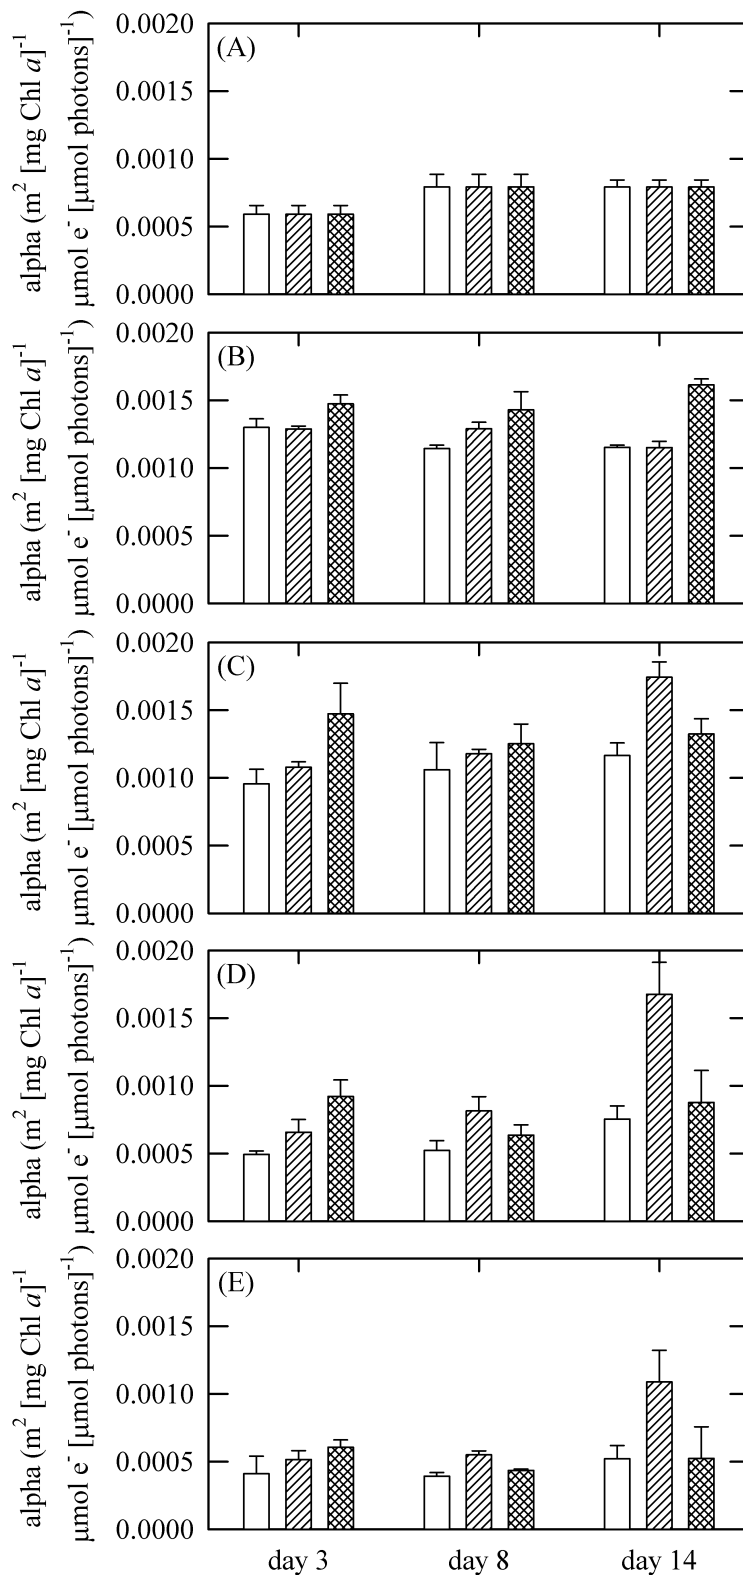 alpha (m² [mg Chl a]⁻¹
µmol e⁻ [µmol photons]⁻¹)
0.0020
(A)
0.0015
0.0010
0.0005
0.0000
alpha (m² [mg Chl a]⁻¹
µmol e⁻ [µmol photons]⁻¹)
0.0020
(B)
0.0015
0.0010
0.0005
0.0000
alpha (m² [mg Chl a]⁻¹
µmol e⁻ [µmol photons]⁻¹)
0.0020
(C)
0.0015
0.0010
0.0005
0.0000
alpha (m² [mg Chl a]⁻¹
µmol e⁻ [µmol photons]⁻¹)
0.0020
(D)
0.0015
0.0010
0.0005
0.0000
alpha (m² [mg Chl a]⁻¹
µmol e⁻ [µmol photons]⁻¹)
0.0020
(E)
0.0015
0.0010
0.0005
0.0000
day 3 day 8 day 14